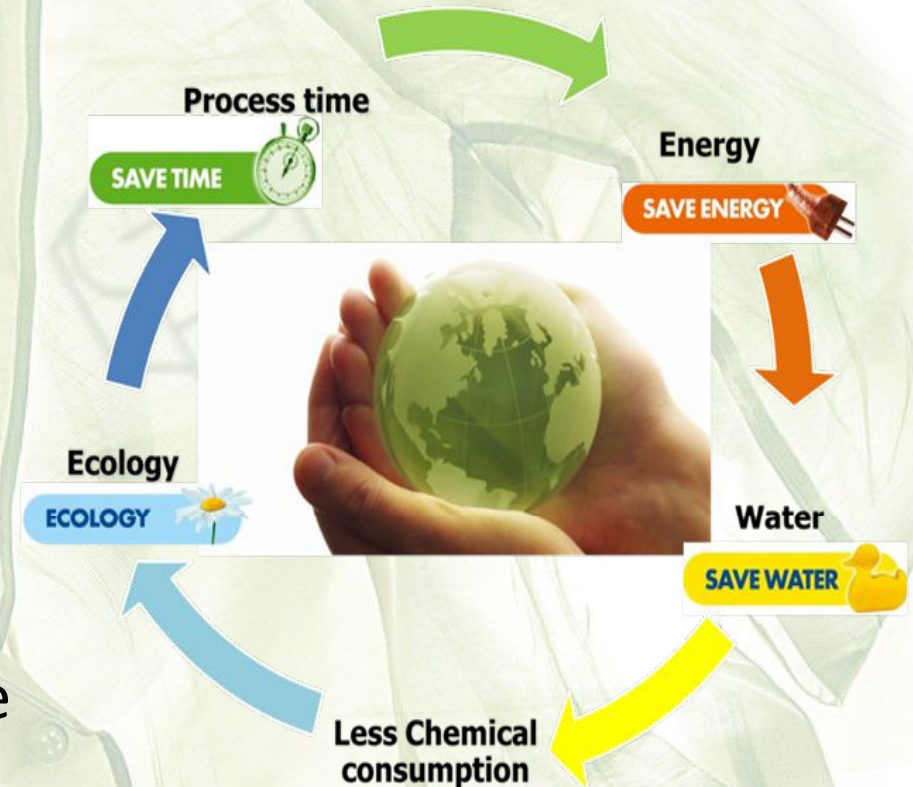 Process time
SAVE TIME
Energy
SAVE ENERGY
Water
SAVE WATER
Less Chemical
consumption
Ecology
ECOLOGY
e